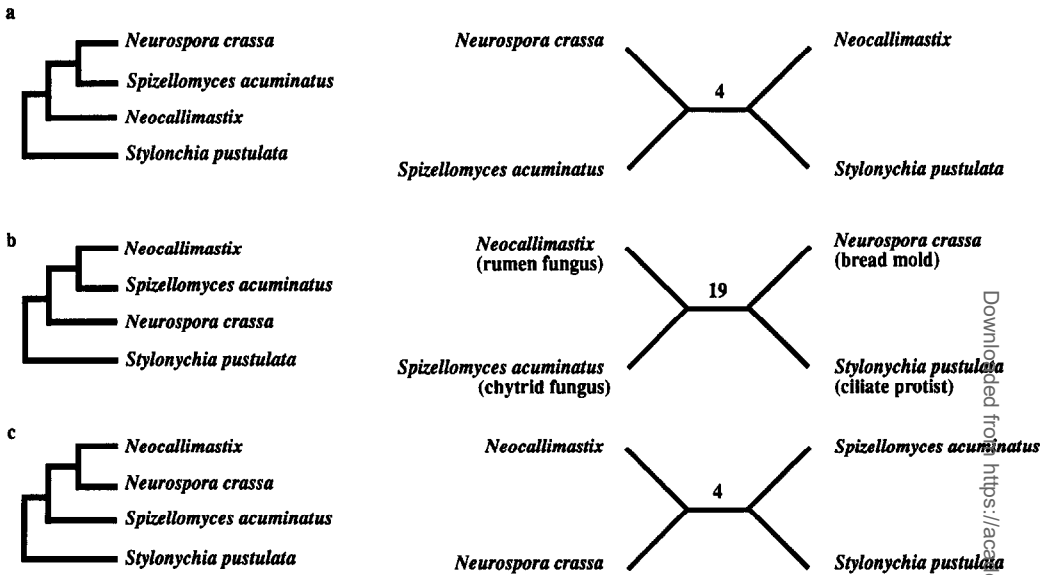 a
Neurospora crassa
Spizellomyces acuminatus
Neocallimastix
Stylonchia pustulata
Neurospora crassa
Neocallimastix
4
Spizellomyces acuminatus
Stylonychia pustulata
b
Neocallimastix
Spizellomyces acuminatus
Neurospora crassa
Stylonychia pustulata
Neocallimastix
(rumen fungus)
Neurospora crassa
(bread mold)
19
Spizellomyces acuminatus
(chytrid fungus)
Stylonychia pustulata
(ciliate protist)
c
Neocallimastix
Neurospora crassa
Spizellomyces acuminatus
Stylonychia pustulata
Neocallimastix
Spizellomyces acuminatus
4
Neurospora crassa
Stylonychia pustulata
Downloaded from https://acad